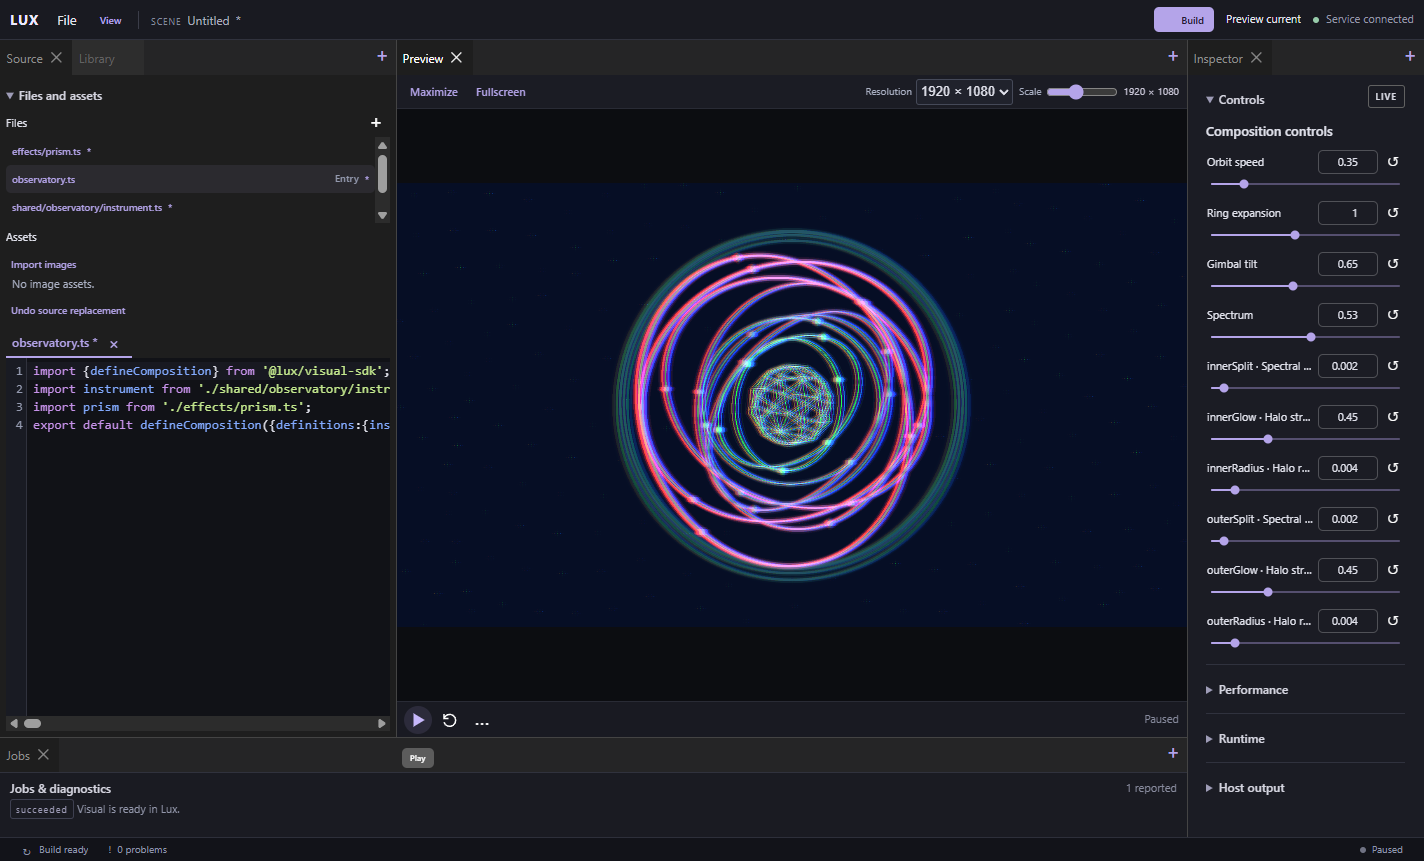 LUX File View SCENE Untitled * Build Preview current Service connected
Source Library + Preview + Inspector +
Files and assets
Files +
effects/prism.ts *
observatory.ts Entry *
shared/observatory/instrument.ts *
Assets
Import images
No image assets.
Undo source replacement
observatory.ts *
1 import {defineComposition} from '@lux/visual-sdk';
2 import instrument from './shared/observatory/instr
3 import prism from './effects/prism.ts';
4 export default defineComposition({definitions:{ins
Maximize Fullscreen Resolution 1920 × 1080 Scale 1920 × 1080
Paused
Play
Controls LIVE
Composition controls
Orbit speed 0.35
Ring expansion 1
Gimbal tilt 0.65
Spectrum 0.53
innerSplit · Spectral ... 0.002
innerGlow · Halo str... 0.45
innerRadius · Halo r... 0.004
outerSplit · Spectral ... 0.002
outerGlow · Halo str... 0.45
outerRadius · Halo r... 0.004
Performance
Runtime
Host output
Jobs +
Jobs & diagnostics 1 reported
succeeded Visual is ready in Lux.
Build ready ! 0 problems Paused